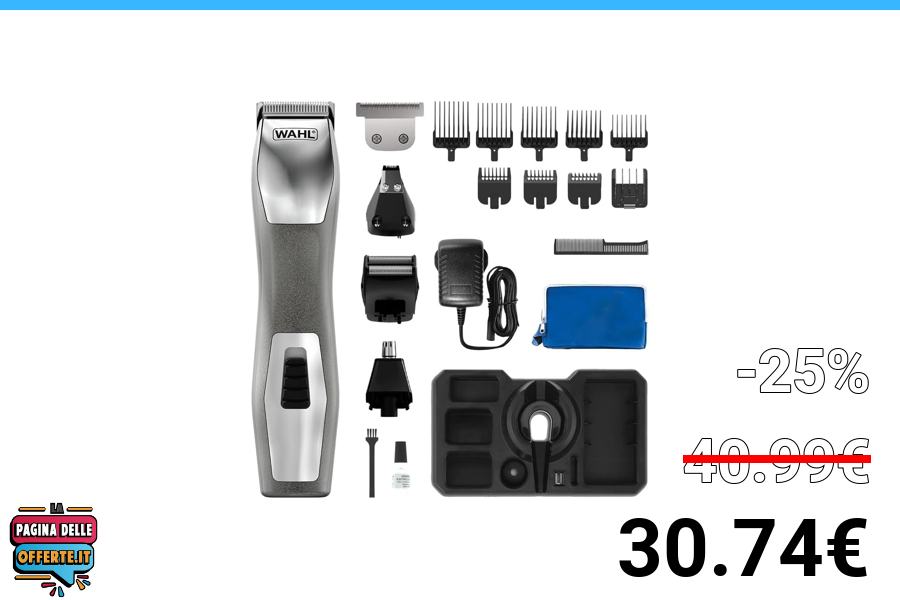 WAHL
-25%
40.99€
30.74€
LA
PAGINA DELLE
OFFERTE.IT